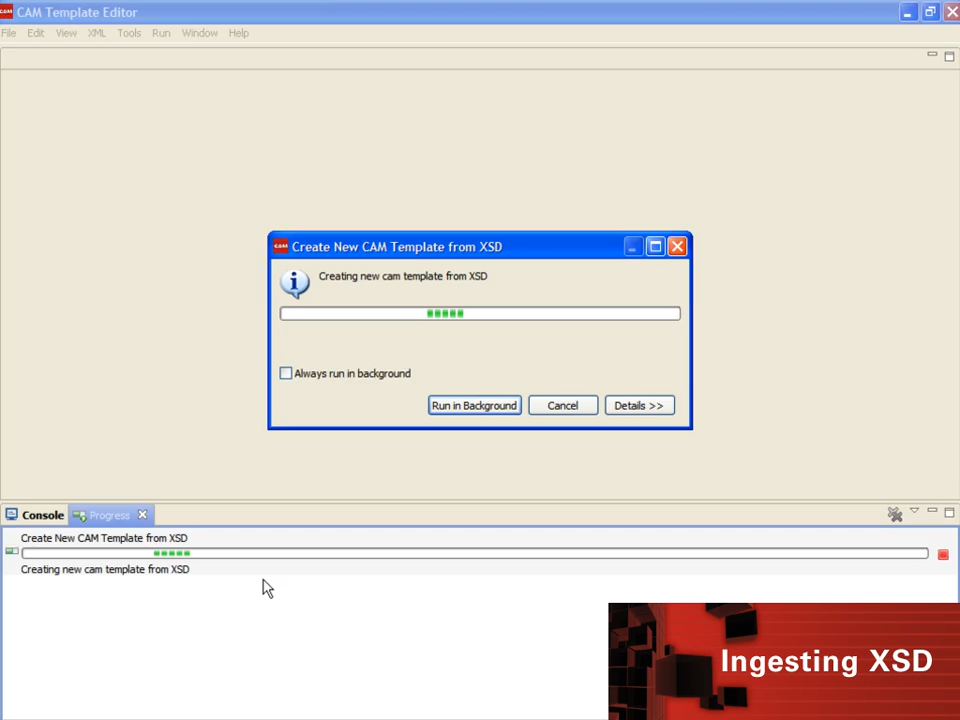 CAM CAM Template Editor
File Edit View XML Tools Run Window Help
CAM Create New CAM Template from XSD
Creating new cam template from XSD
Always run in background
Run in Background Cancel Details >>
Console Progress
Create New CAM Template from XSD
Creating new cam template from XSD
Ingesting XSD